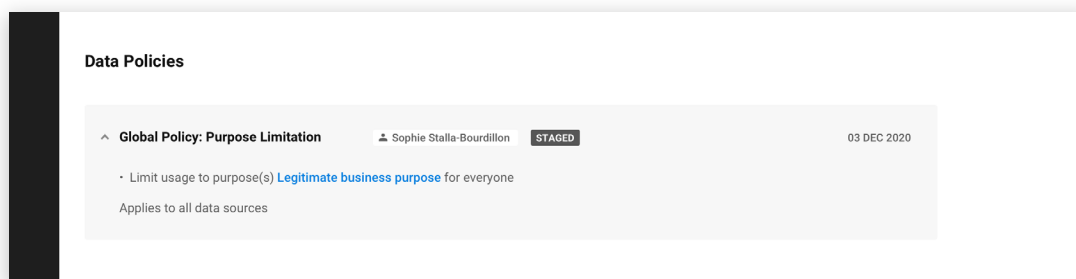 Data Policies
Global Policy: Purpose Limitation Sophie Stalla-Bourdillon STAGED 03 DEC 2020
• Limit usage to purpose(s) Legitimate business purpose for everyone
Applies to all data sources